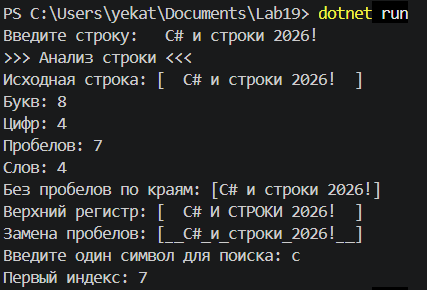 PS C:\Users\yekat\Documents\Lab19> dotnet run
Введите строку:   C# и строки 2026!
>>> Анализ строки <<<
Исходная строка: [  C# и строки 2026!  ]
Букв: 8
Цифр: 4
Пробелов: 7
Слов: 4
Без пробелов по краям: [C# и строки 2026!]
Верхний регистр: [  C# И СТРОКИ 2026!  ]
Замена пробелов: [__C#_и_строки_2026!__]
Введите один символ для поиска: с
Первый индекс: 7